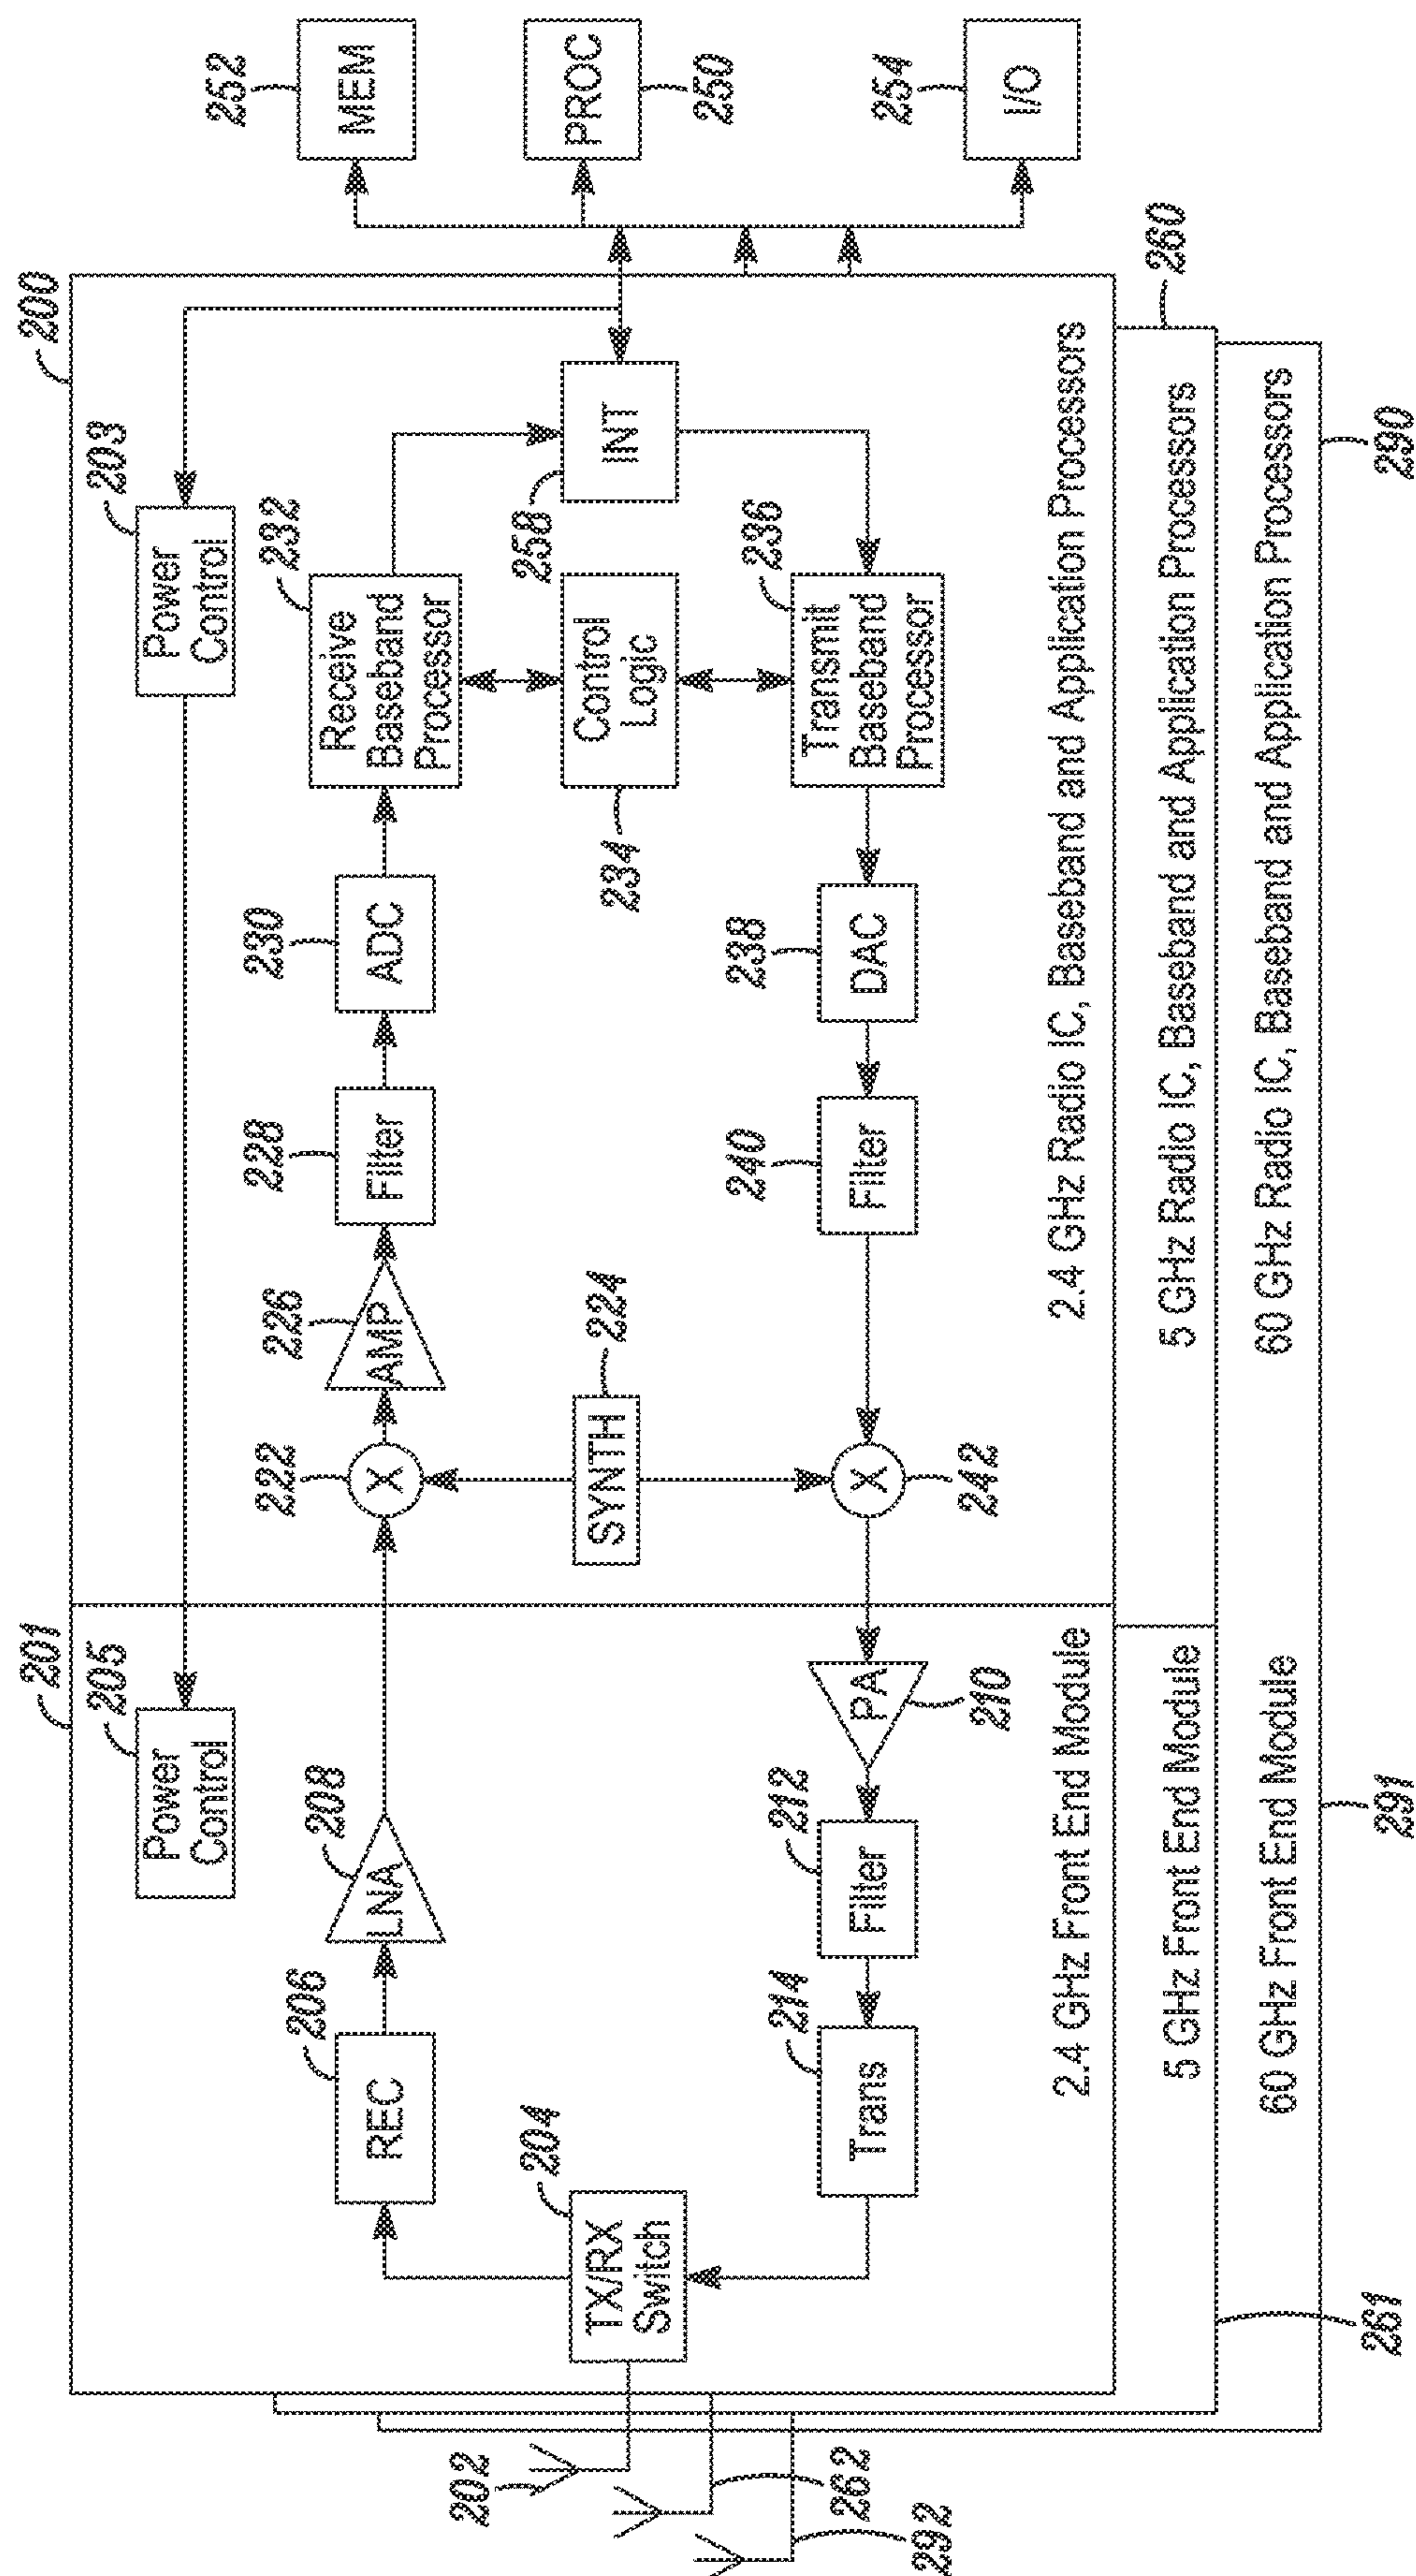 201
200
205
Power
Control
203
Power
Control
208
206
REC
LNA
222
X
226
AMP
228
Filter
230
ADC
232
Receive
Baseband
Processor
252
MEM
202
204
TX/RX
Switch
SYNTH
224
Control
Logic
234
258
INT
PROC
250
262
292
214
Trans
212
Filter
PA
210
X
242
240
Filter
238
DAC
236
Transmit
Baseband
Processor
254
I/O
2.4 GHz Front End Module
2.4 GHz Radio IC, Baseband and Application Processors
260
5 GHz Front End Module
5 GHz Radio IC, Baseband and Application Processors
60 GHz Front End Module
60 GHz Radio IC, Baseband and Application Processors
261
291
290